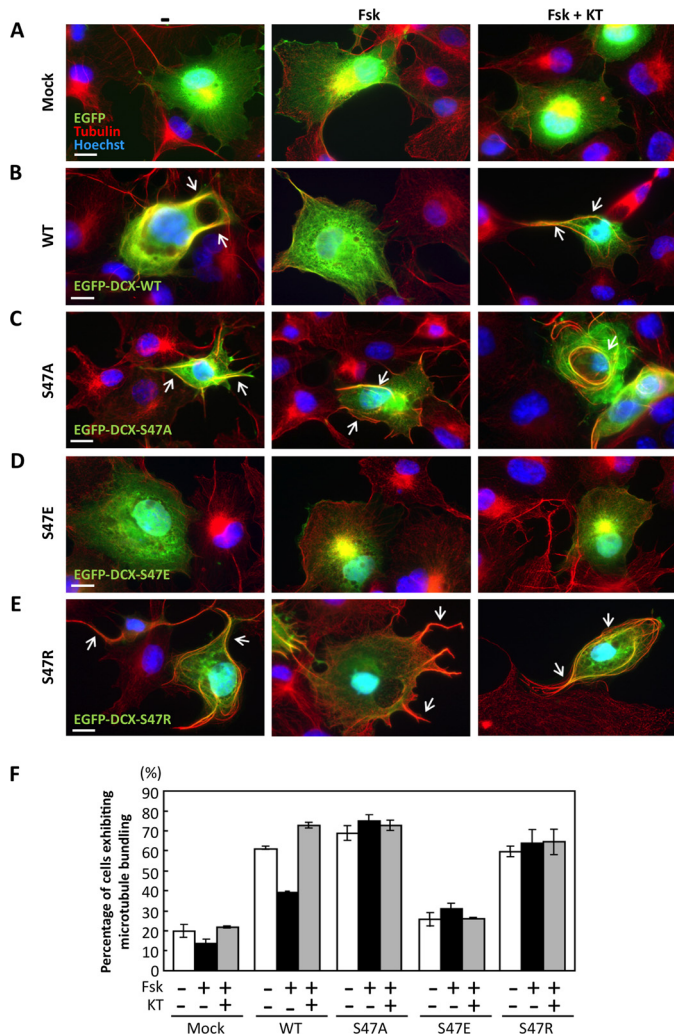 - Fsk Fsk + KT
A
Mock
EGFP
Tubulin
Hoechst
B
WT
EGFP-DCX-WT
C
S47A
EGFP-DCX-S47A
D
S47E
EGFP-DCX-S47E
E
S47R
EGFP-DCX-S47R
F
(%)
Percentage of cells exhibiting
microtubule bundling
90
80
70
60
50
40
30
20
10
0
- + + - + + - + + - + + - + + Fsk
- - + - - + - - + - - + - - + KT
Mock WT S47A S47E S47R